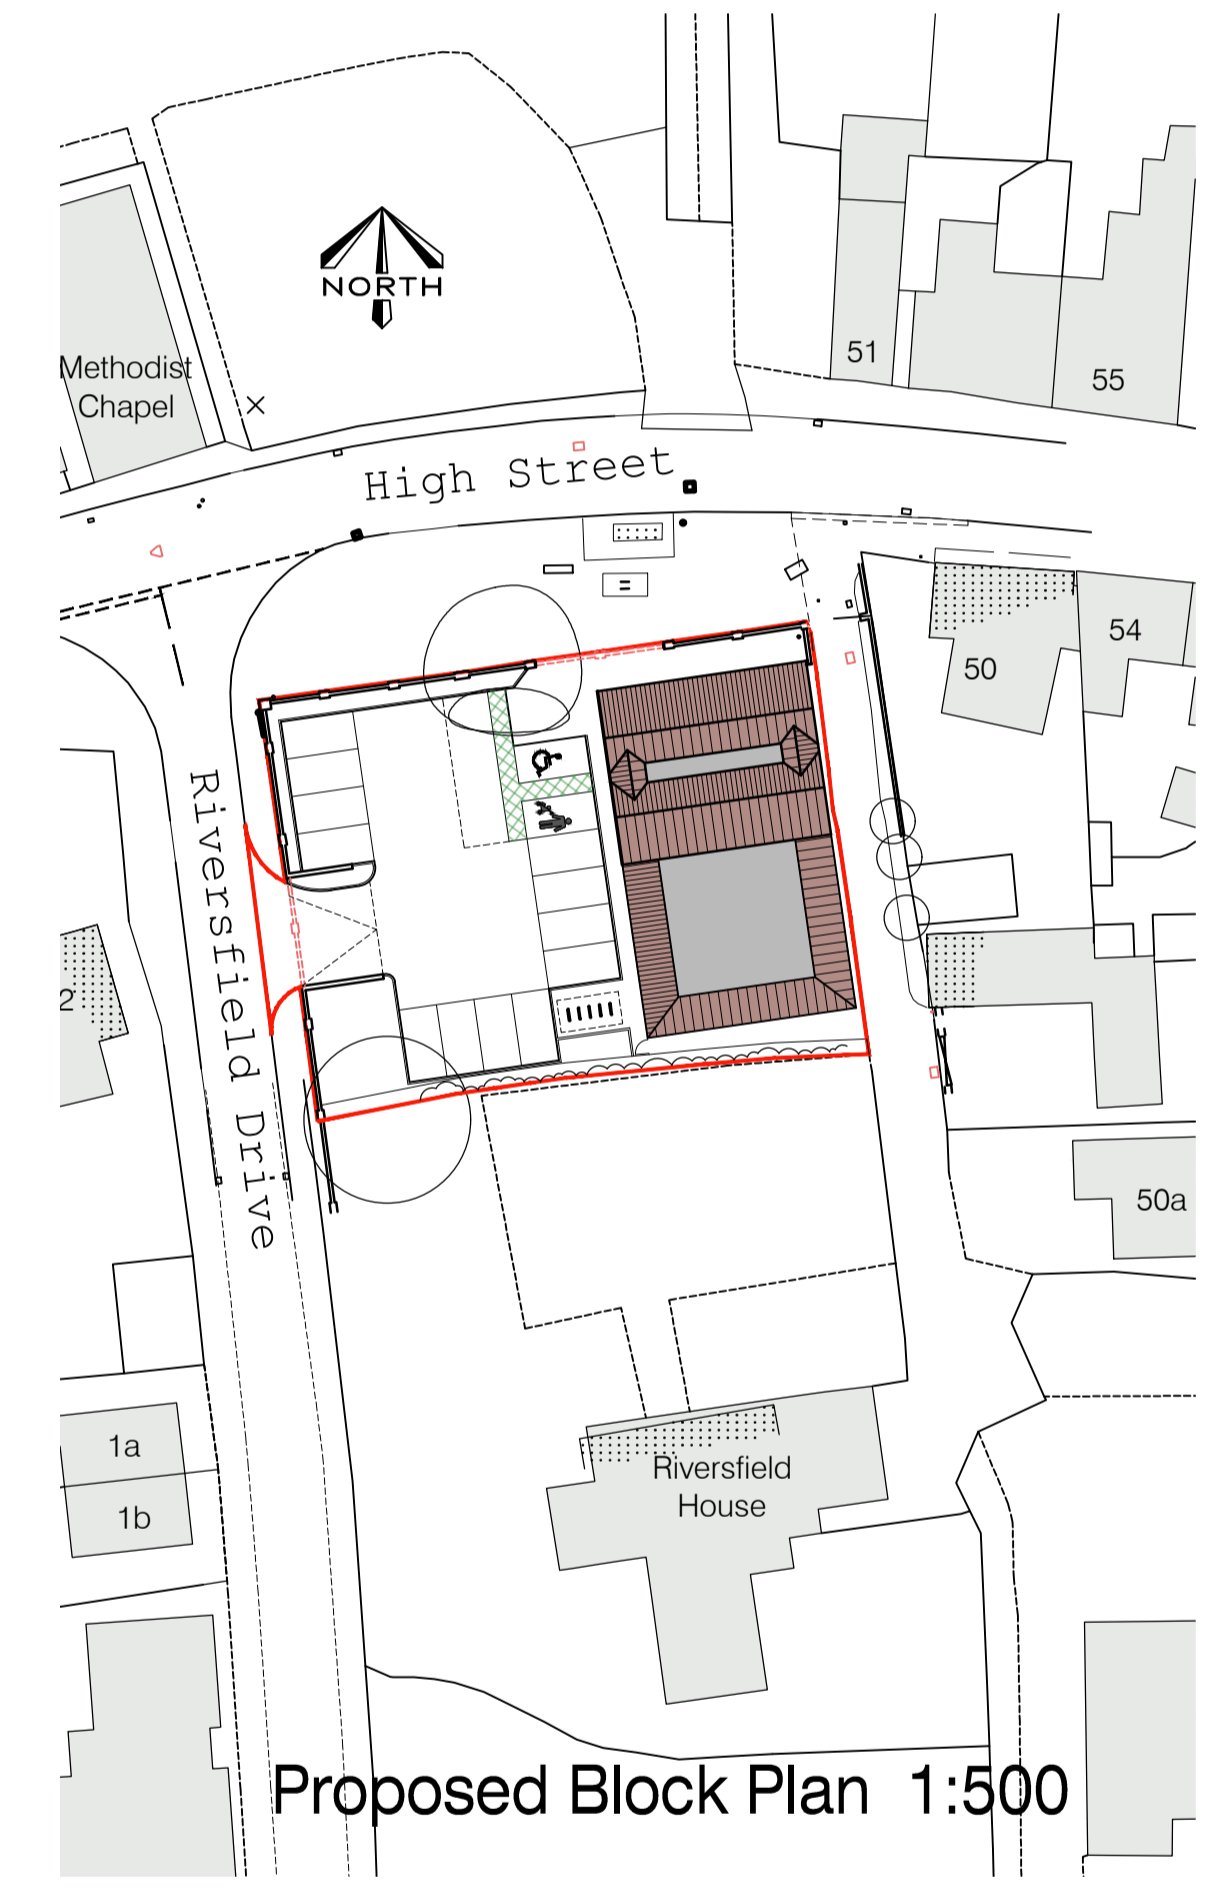 NORTH
51
55
Methodist
Chapel
High Street
54
50
Riversfield Drive
2
50a
1a
1b
Riversfield
House
Proposed Block Plan 1:500